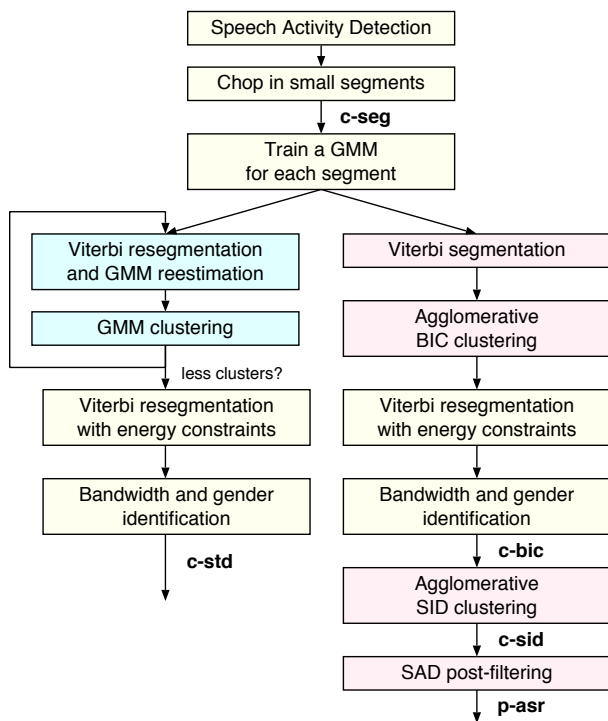 Speech Activity Detection
Chop in small segments
c-seg
Train a GMM
for each segment
Viterbi resegmentation
and GMM reestimation
GMM clustering
less clusters?
Viterbi resegmentation
with energy constraints
Bandwidth and gender
identification
c-std
Viterbi segmentation
Agglomerative
BIC clustering
Viterbi resegmentation
with energy constraints
Bandwidth and gender
identification
c-bic
Agglomerative
SID clustering
c-sid
SAD post-filtering
p-asr